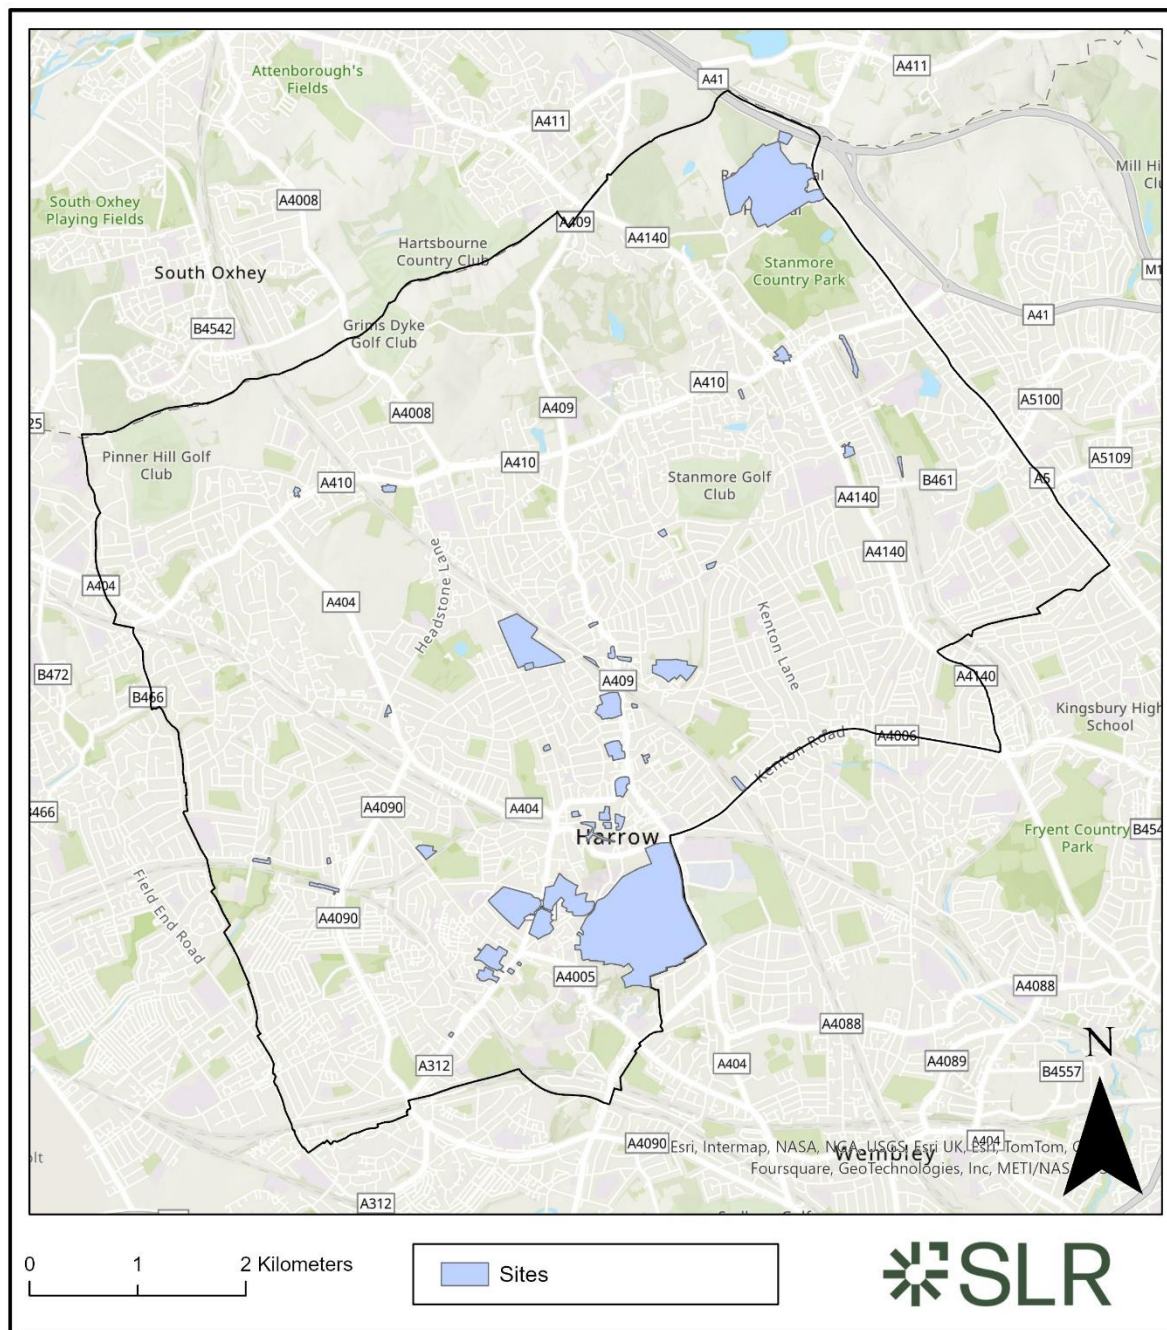 A41
A411
Attenborough's
Fields
A411
South Oxhey
Playing Fields
A4008
A409
A4140
Hartsbourne
Country Club
Stanmore
Country Park
South Oxhey
M1
B4542
Grims Dyke
Golf Club
A41
A410
A4008
A409
A5100
25
Pinner Hill Golf
Club
A410
A410
Stanmore Golf
Club
A5109
B461
A5
A4140
A4140
Headstone Lane
A404
A404
Kenton Lane
B472
A409
A4140
B466
Kingsbury High
School
Kenton Road
A4006
A4090
A404
Harrow
Fryent Country
Park
Field End Road
A4090
A4005
A4088
A4088
N
A312
A404
A4089
B4557
A4090
A404
Wembley
Esri, Intermap, NASA, NGA, USGS, Esri UK, Esri, TomTom,
Foursquare, GeoTechnologies, Inc, METI/NAS
A312
0 1 2 Kilometers
Sites
SLR